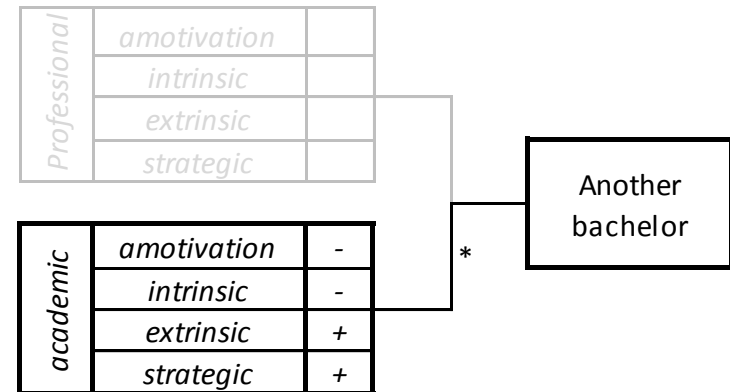 Professional
amotivation
intrinsic
extrinsic
strategic
Another
bachelor
academic
amotivation -
intrinsic -
extrinsic +
strategic +
*